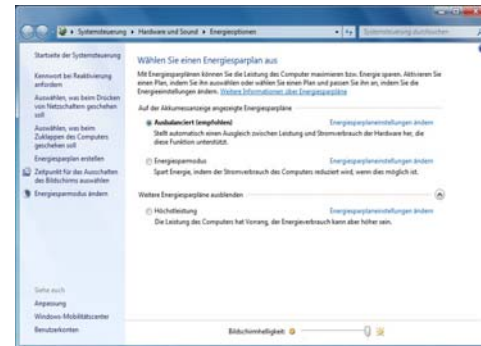 Systemsteuerung ▸ Hardware und Sound ▸ Energieoptionen
Systemsteuerung durchsuchen
Startseite der Systemsteuerung
Kennwort bei Reaktivierung
anfordern
Auswählen, was beim Drücken
von Netzschaltern geschehen
soll
Auswählen, was beim
Zuklappen des Computers
geschehen soll
Energiesparplan erstellen
Zeitpunkt für das Ausschalten
des Bildschirms auswählen
Energiesparmodus ändern
Siehe auch
Anpassung
Windows-Mobilitätscenter
Benutzerkonten
Wählen Sie einen Energiesparplan aus
Mit Energiesparplänen können Sie die Leistung des Computer maximieren bzw. Energie sparen. Aktivieren Sie
einen Plan, indem Sie ihn auswählen oder wählen Sie einen Plan und passen Sie ihn an, indem Sie die
Energieeinstellungen ändern. Weitere Informationen über Energiesparpläne
Auf der Akkumessanzeige angezeigte Energiesparpläne
Ausbalanciert (empfohlen) Energiesparplaneinstellungen ändern
Stellt automatisch einen Ausgleich zwischen Leistung und Stromverbrauch der Hardware her, die
diese Funktion unterstützt.
Energiesparmodus Energiesparplaneinstellungen ändern
Spart Energie, indem der Stromverbrauch des Computers reduziert wird, wenn dies möglich ist.
Weitere Energiesparpläne ausblenden
Höchstleistung Energiesparplaneinstellungen ändern
Die Leistung des Computers hat Vorrang, der Energieverbrauch kann aber höher sein.
Bildschirmhelligkeit: